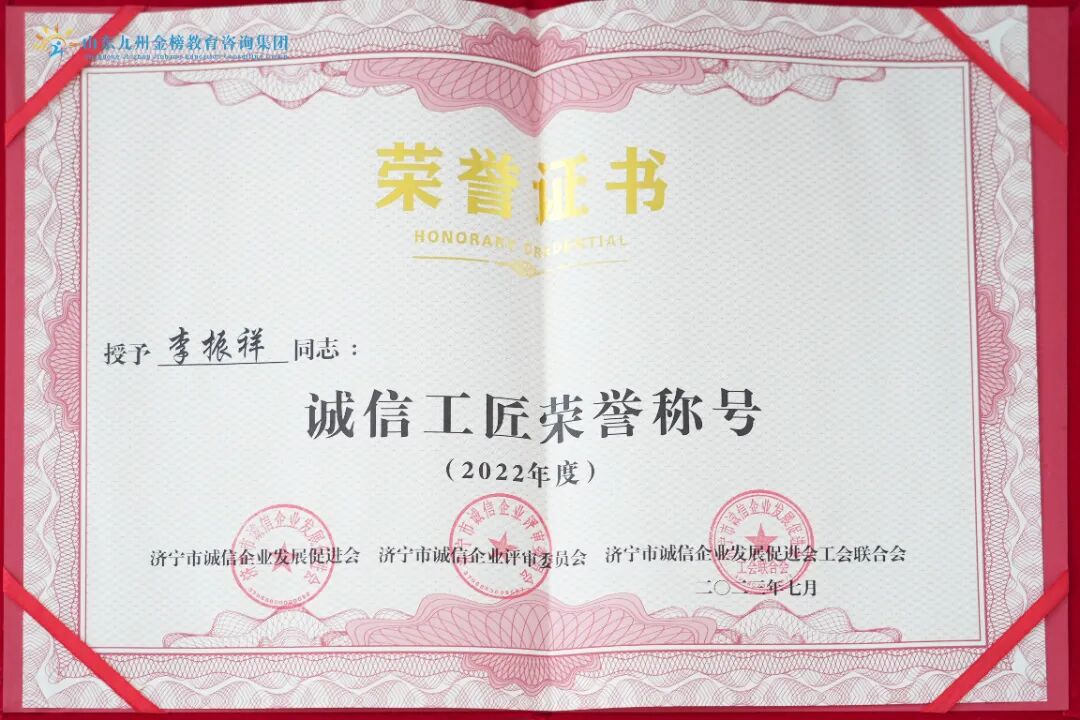 山东九州金榜教育咨询集团
荣誉证书
HONORARY CREDENTIAL
授予 李振祥 同志：
诚信工匠荣誉称号
（2022年度）
济宁市诚信企业发展促进会 济宁市诚信企业评审委员会 济宁市诚信企业发展促进会工会联合会
二〇二三年七月